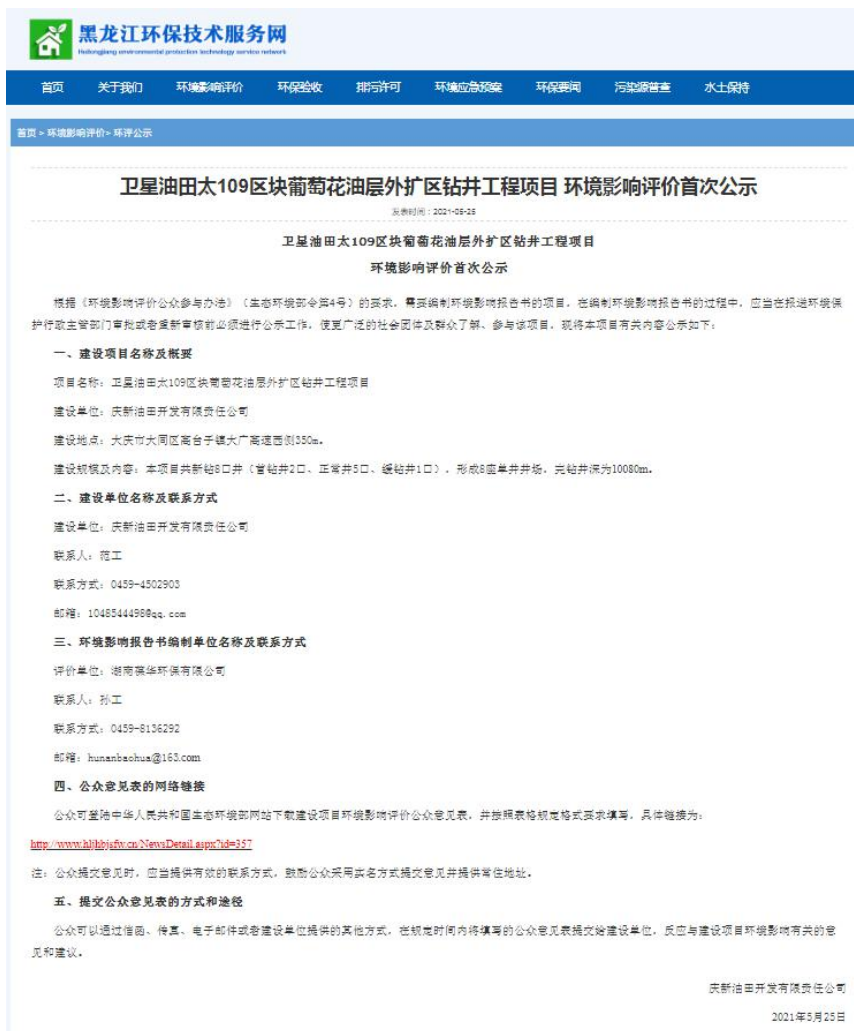 黑龙江环保技术服务网
Heilongjiang environmental protection technology service network
首页 关于我们 环境影响评价 环保验收 排污许可 环境应急预案 环保要闻 污染源普查 水土保持
首页 > 环境影响评价> 环评公示
卫星油田太109区块葡萄花油层外扩区钻井工程项目 环境影响评价首次公示
发表时间：2021-05-25
卫星油田太109区块葡萄花油层外扩区钻井工程项目
环境影响评价首次公示
根据《环境影响评价公众参与办法》（生态环境部令第4号）的要求，需要编制环境影响报告书的项目，在编制环境影响报告书的过程中，应当在报送环境保
护行政主管部门审批或者重新审核前必须进行公示工作，使更广泛的社会团体及群众了解、参与该项目，现将本项目有关内容公示如下：
一、建设项目名称及概要
项目名称：卫星油田太109区块葡萄花油层外扩区钻井工程项目
建设单位：庆新油田开发有限责任公司
建设地点：大庆市大同区高台子镇大广高速西侧350m。
建设规模及内容：本项目共新钻8口井（首钻井2口、正常井5口、缓钻井1口），形成8座单井井场，完钻井深为10080m。
二、建设单位名称及联系方式
建设单位：庆新油田开发有限责任公司
联系人：范工
联系方式：0459-4502903
邮箱：1048544498@qq.com
三、环境影响报告书编制单位名称及联系方式
评价单位：湖南葆华环保有限公司
联系人：孙工
联系方式：0459-8136292
邮箱：hunanbaohua@163.com
四、公众意见表的网络链接
公众可登陆中华人民共和国生态环境部网站下载建设项目环境影响评价公众意见表，并按照表格规定格式要求填写，具体链接为：
http://www.hljhbjsfw.cn/NewsDetail.aspx?id=357
注：公众提交意见时，应当提供有效的联系方式，鼓励公众采用实名方式提交意见并提供常住地址。
五、提交公众意见表的方式和途径
公众可以通过信函、传真、电子邮件或者建设单位提供的其他方式，在规定时间内将填写的公众意见表提交给建设单位，反应与建设项目环境影响有关的意
见和建议。
庆新油田开发有限责任公司
2021年5月25日